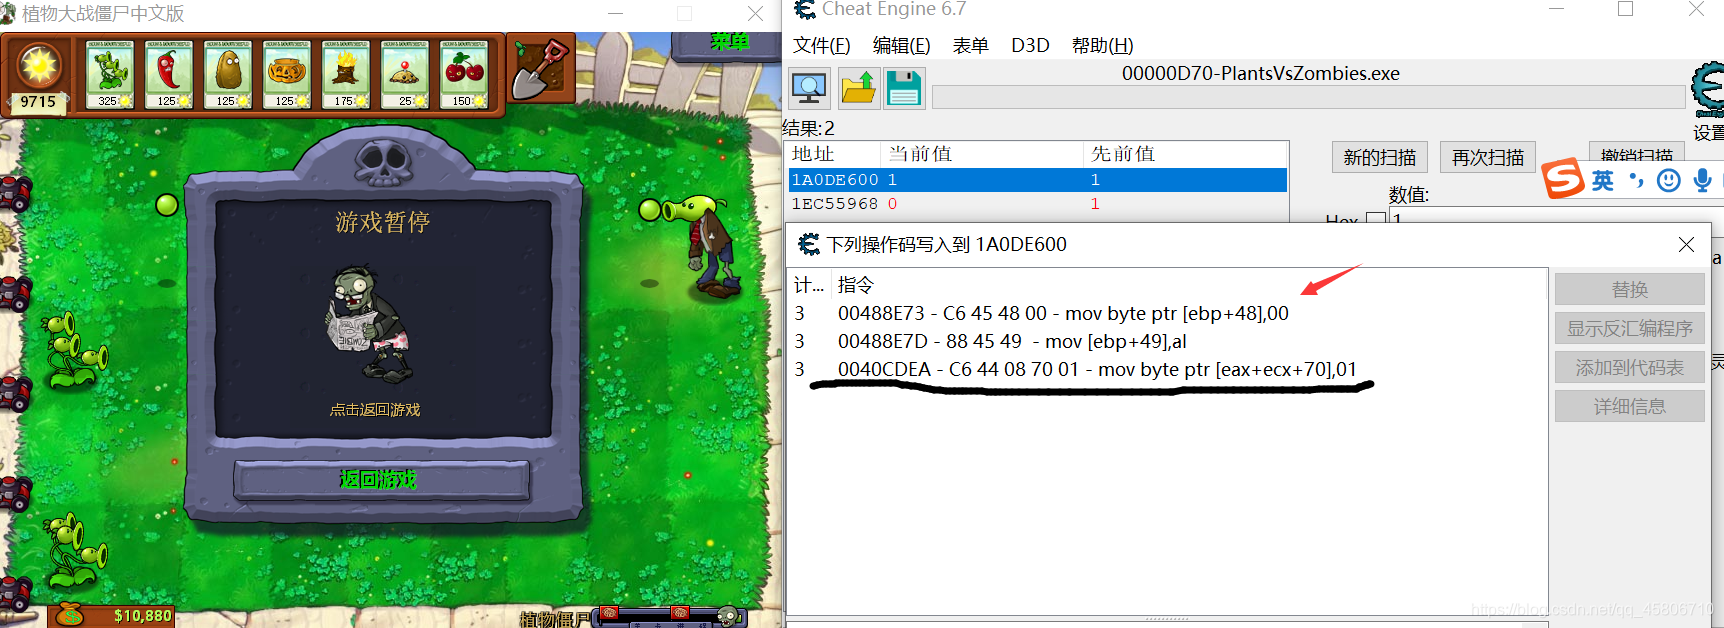 植物大战僵尸中文版
9715
325
125
125
125
175
25
150
菜单
游戏暂停
点击返回游戏
返回游戏
$10,880
植物僵尸
Cheat Engine 6.7
文件(F) 编辑(E) 表单 D3D 帮助(H)
00000D70-PlantsVsZombies.exe
设置
结果:2
地址 当前值 先前值
1A0DE600 1 1
1EC55968 0 1
新的扫描 再次扫描 撤销扫描
英
数值:
Hex 1
下列操作码写入到 1A0DE600
计... 指令
3 00488E73 - C6 45 48 00 - mov byte ptr [ebp+48],00
3 00488E7D - 88 45 49 - mov [ebp+49],al
3 0040CDEA - C6 44 08 70 01 - mov byte ptr [eax+ecx+70],01
替换
显示反汇编程序
添加到代码表
详细信息
https://blog.csdn.net/qq_45806710